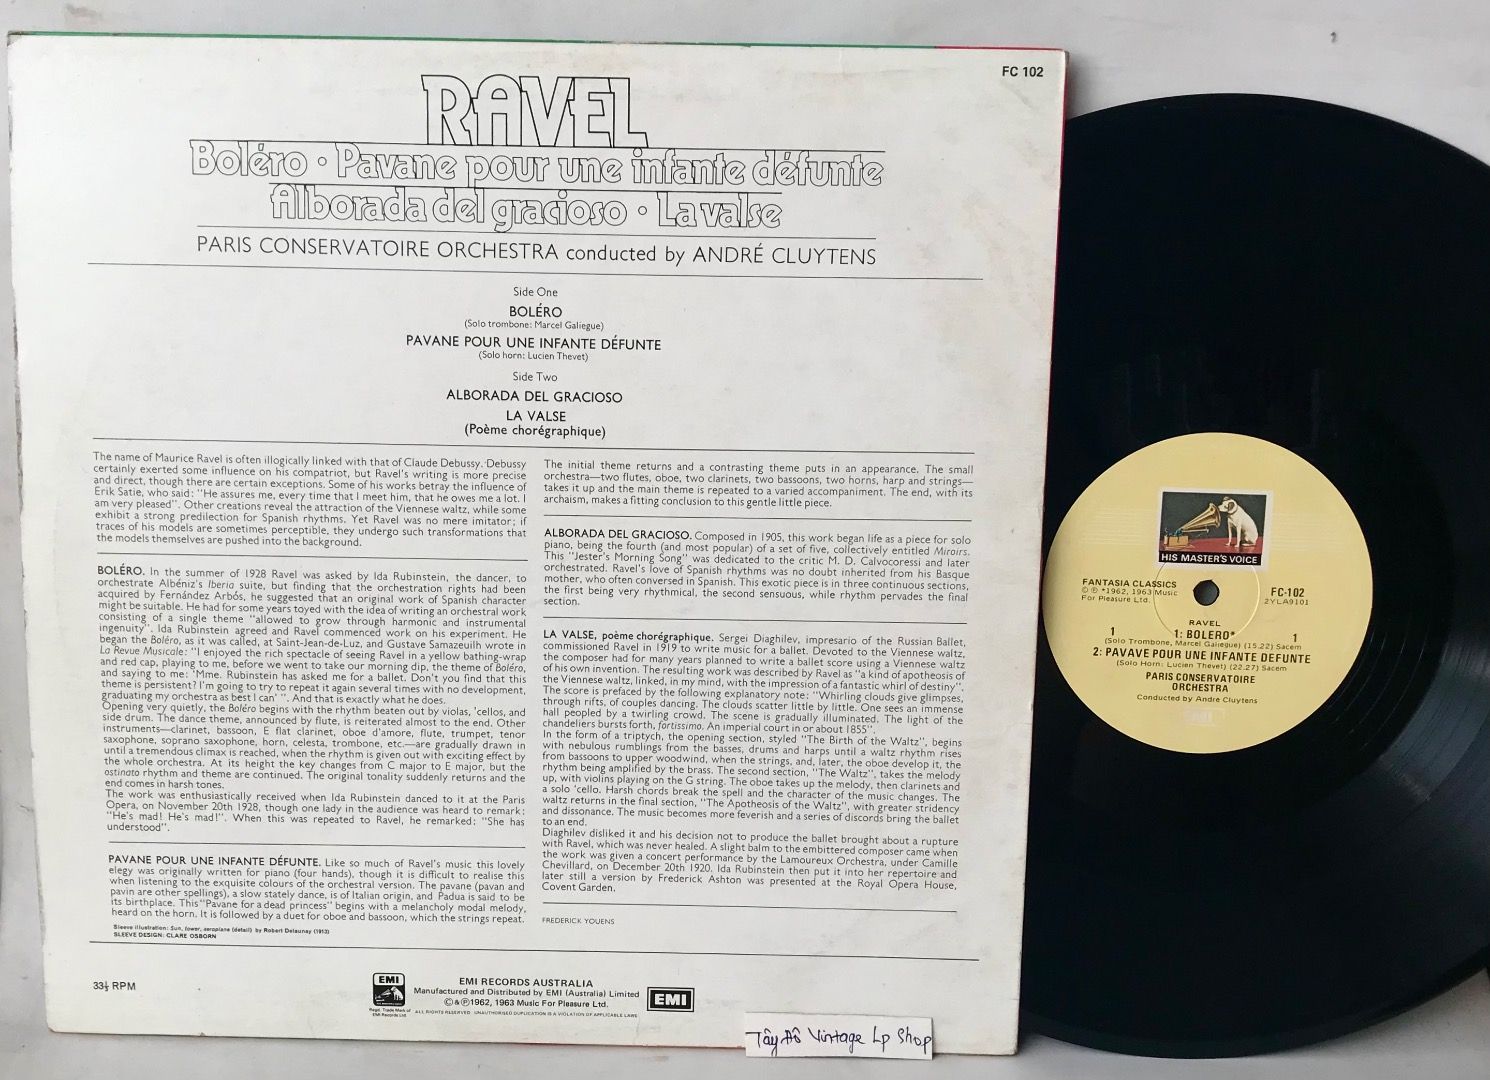 FC 102
RAVEL
Boléro • Pavane pour une infante défunte
Alborada del gracioso • La valse
PARIS CONSERVATOIRE ORCHESTRA conducted by ANDRÉ CLUYTENS
Side One
BOLÉRO
(Solo trombone: Marcel Galiegue)
PAVANE POUR UNE INFANTE DÉFUNTE
(Solo horn: Lucien Thevet)
Side Two
ALBORADA DEL GRACIOSO
LA VALSE
(Poème chorégraphique)
The name of Maurice Ravel is often illogically linked with that of Claude Debussy. Debussy
certainly exerted some influence on his compatriot, but Ravel's writing is more precise
and direct, though there are certain exceptions. Some of his works betray the influence of
Erik Satie, who said: "He assures me, every time that I meet him, that he owes me a lot. I
am very pleased". Other creations reveal the attraction of the Viennese waltz, while some
exhibit a strong predilection for Spanish rhythms. Yet Ravel was no mere imitator; if
traces of his models are sometimes perceptible, they undergo such transformations that
the models themselves are pushed into the background.
BOLÉRO. In the summer of 1928 Ravel was asked by Ida Rubinstein, the dancer, to
orchestrate Albéniz's Iberia suite, but finding that the orchestration rights had been
acquired by Fernández Arbós, he suggested that an original work of Spanish character
might be suitable. He had for some years toyed with the idea of writing an orchestral work
consisting of a single theme "allowed to grow through harmonic and instrumental
ingenuity". Ida Rubinstein agreed and Ravel commenced work on his experiment. He
began the Boléro, as it was called, at Saint-Jean-de-Luz, and Gustave Samazeuilh wrote in
La Revue Musicale: "I enjoyed the rich spectacle of seeing Ravel in a yellow bathing-wrap
and red cap, playing to me, before we went to take our morning dip, the theme of Boléro,
and saying to me: 'Mme. Rubinstein has asked me for a ballet. Don't you find that this
theme is persistent? I'm going to try to repeat it again several times with no development,
graduating my orchestra as best I can' ". And that is exactly what he does.
Opening very quietly, the Boléro begins with the rhythm beaten out by violas, 'cellos, and
side drum. The dance theme, announced by flute, is reiterated almost to the end. Other
instruments—clarinet, bassoon, E flat clarinet, oboe d'amore, flute, trumpet, tenor
saxophone, soprano saxophone, horn, celesta, trombone, etc.—are gradually drawn in
until a tremendous climax is reached, when the rhythm is given out with exciting effect by
the whole orchestra. At its height the key changes from C major to E major, but the
ostinato rhythm and theme are continued. The original tonality suddenly returns and the
end comes in harsh tones.
The work was enthusiastically received when Ida Rubinstein danced to it at the Paris
Opera, on November 20th 1928, though one lady in the audience was heard to remark:
"He's mad! He's mad!". When this was repeated to Ravel, he remarked: "She has
understood".
PAVANE POUR UNE INFANTE DÉFUNTE. Like so much of Ravel's music this lovely
elegy was originally written for piano (four hands), though it is difficult to realise this
when listening to the exquisite colours of the orchestral version. The pavane (pavan and
pavin are other spellings), a slow stately dance, is of Italian origin, and Padua is said to be
its birthplace. This "Pavane for a dead princess" begins with a melancholy modal melody,
heard on the horn. It is followed by a duet for oboe and bassoon, which the strings repeat.
Sleeve illustration: Sun, tower, aeroplane (detail) by Robert Delaunay (1913)
SLEEVE DESIGN: CLARE OSBORN
The initial theme returns and a contrasting theme puts in an appearance. The small
orchestra—two flutes, oboe, two clarinets, two bassoons, two horns, harp and strings—
takes it up and the main theme is repeated to a varied accompaniment. The end, with its
archaism, makes a fitting conclusion to this gentle little piece.
ALBORADA DEL GRACIOSO. Composed in 1905, this work began life as a piece for solo
piano, being the fourth (and most popular) of a set of five, collectively entitled Miroirs.
This "Jester's Morning Song" was dedicated to the critic M. D. Calvocoressi and later
orchestrated. Ravel's love of Spanish rhythms was no doubt inherited from his Basque
mother, who often conversed in Spanish. This exotic piece is in three continuous sections,
the first being very rhythmical, the second sensuous, while rhythm pervades the final
section.
LA VALSE, poème chorégraphique. Sergei Diaghilev, impresario of the Russian Ballet,
commissioned Ravel in 1919 to write music for a ballet. Devoted to the Viennese waltz,
the composer had for many years planned to write a ballet score using a Viennese waltz
of his own invention. The resulting work was described by Ravel as "a kind of apotheosis of
the Viennese waltz, linked, in my mind, with the impression of a fantastic whirl of destiny".
The score is prefaced by the following explanatory note: "Whirling clouds give glimpses,
through rifts, of couples dancing. The clouds scatter little by little. One sees an immense
hall peopled by a twirling crowd. The scene is gradually illuminated. The light of the
chandeliers bursts forth, fortissimo. An imperial court in or about 1855".
In the form of a triptych, the opening section, styled "The Birth of the Waltz", begins
with nebulous rumblings from the basses, drums and harps until a waltz rhythm rises
from bassoons to upper woodwind, when the strings, and, later, the oboe develop it, the
rhythm being amplified by the brass. The second section, "The Waltz", takes the melody
up, with violins playing on the G string. The oboe takes up the melody, then clarinets and
a solo 'cello. Harsh chords break the spell and the character of the music changes. The
waltz returns in the final section, "The Apotheosis of the Waltz", with greater stridency
and dissonance. The music becomes more feverish and a series of discords bring the ballet
to an end.
Diaghilev disliked it and his decision not to produce the ballet brought about a rupture
with Ravel, which was never healed. A slight balm to the embittered composer came when
the work was given a concert performance by the Lamoureux Orchestra, under Camille
Chevillard, on December 20th 1920. Ida Rubinstein then put it into her repertoire and
later still a version by Frederick Ashton was presented at the Royal Opera House,
Covent Garden.
FREDERICK YOUENS
33⅓ RPM
EMI
Regd. Trade Mark of
EMI Records Ltd
EMI RECORDS AUSTRALIA
Manufactured and Distributed by EMI (Australia) Limited
©&℗1962, 1963 Music For Pleasure Ltd.
ALL RIGHTS RESERVED UNAUTHORISED DUPLICATION IS A VIOLATION OF APPLICABLE LAWS
EMI
Tây Đô Vintage Lp Shop
HIS MASTER'S VOICE
FANTASIA CLASSICS
©℗ *1962, 1963 Music
For Pleasure Ltd.
FC-102
2YLA9101
RAVEL
1 1: BOLERO* 1
(Solo Trombone, Marcel Galiegue) (15.22) Sacem
2: PAVAVE POUR UNE INFANTE DEFUNTE
(Solo Horn: Lucien Thevet) (22.27) Sacem
PARIS CONSERVATOIRE
ORCHESTRA
Conducted by Andre Cluytens
EMI